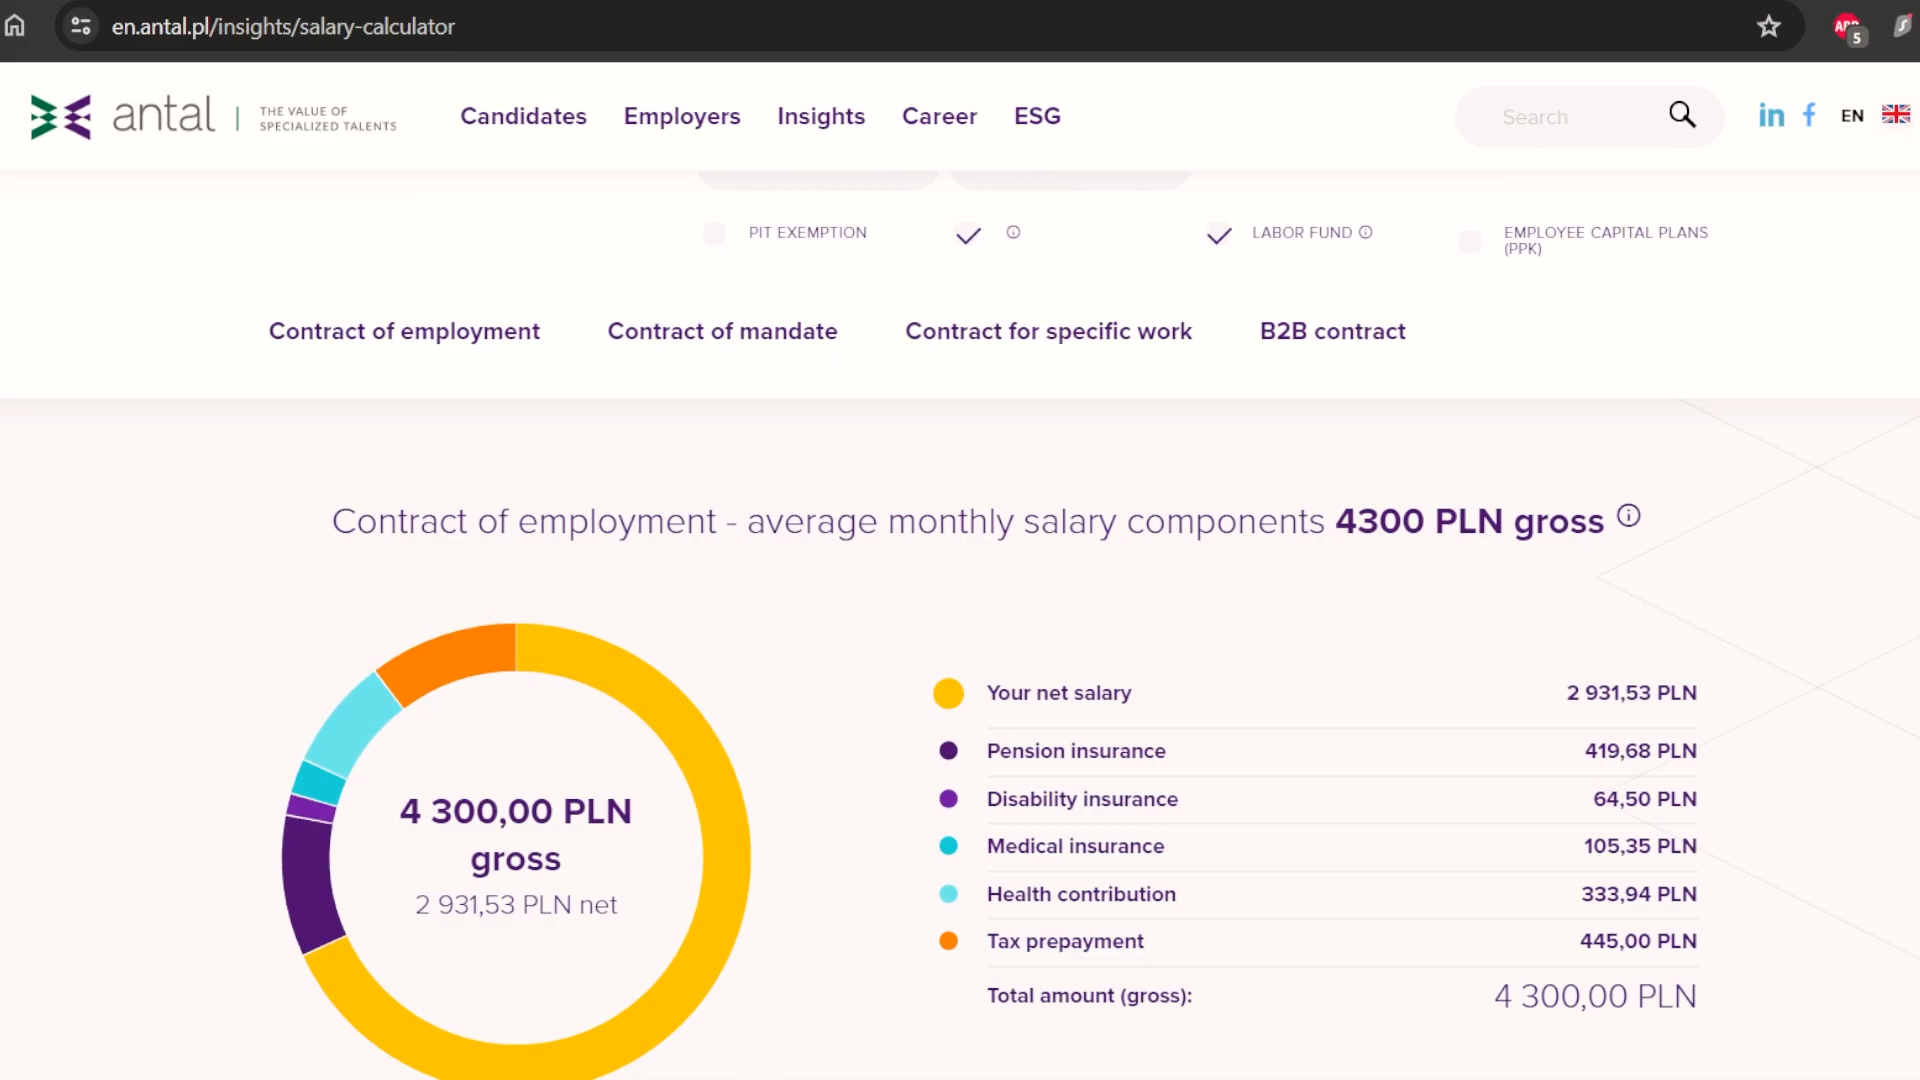 en.antal.pl/insights/salary-calculator
5
antal
THE VALUE OF
SPECIALIZED TALENTS
Candidates
Employers
Insights
Career
ESG
Search
in
f
EN
PIT EXEMPTION
LABOR FUND
EMPLOYEE CAPITAL PLANS
(PPK)
Contract of employment
Contract of mandate
Contract for specific work
B2B contract
Contract of employment - average monthly salary components 4300 PLN gross
4 300,00 PLN
gross
2 931,53 PLN net
Your net salary 2 931,53 PLN
Pension insurance 419,68 PLN
Disability insurance 64,50 PLN
Medical insurance 105,35 PLN
Health contribution 333,94 PLN
Tax prepayment 445,00 PLN
Total amount (gross): 4 300,00 PLN